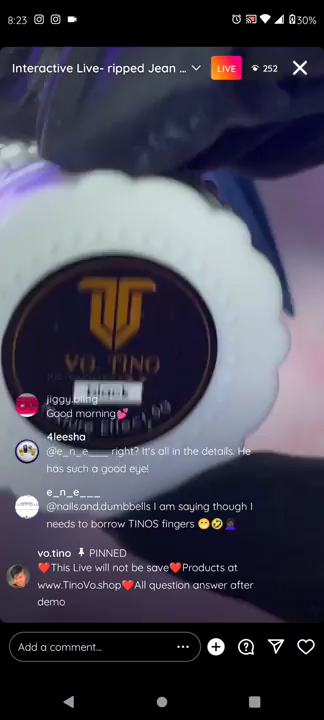 8:23
30%
Interactive Live- ripped Jean ...
LIVE
252
VO. TINO
jiggy.bling
Good morning💕
4leesha
@e_n_e____ right? It's all in the details. He
has such a good eye!
e_n_e___
@nails.and.dumbbells I am saying though I
needs to borrow TINOS fingers 😁🤣🤦🏿‍♀️
vo.tino PINNED
❤️This Live will not be save❤️Products at
www.TinoVo.shop❤️All question answer after
demo
Add a comment...